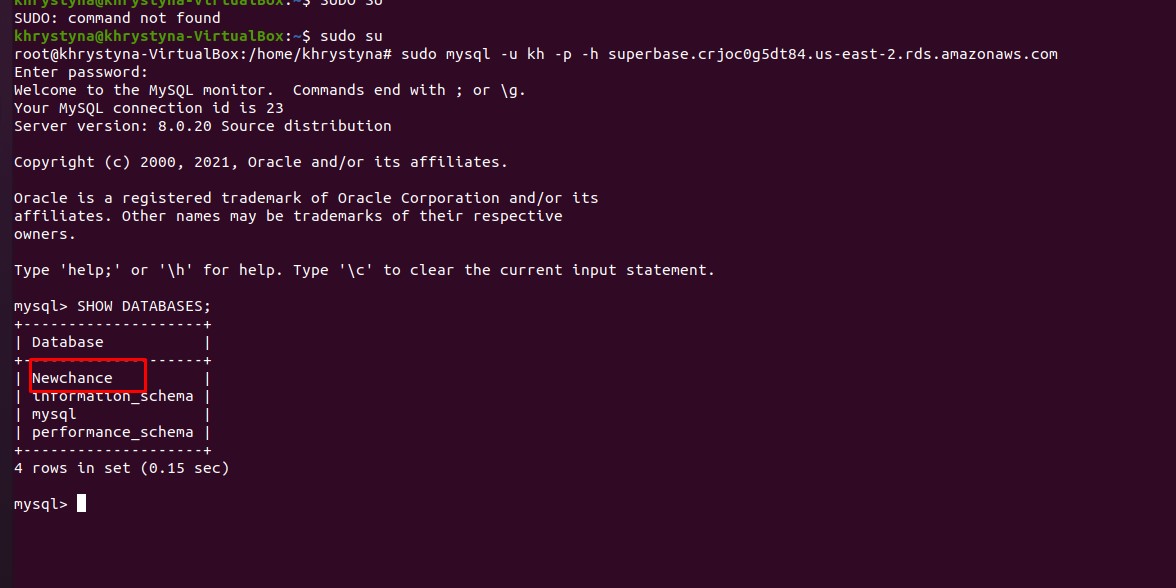 khrystyna@khrystyna-VirtualBox:~$ SUDO SU
SUDO: command not found
khrystyna@khrystyna-VirtualBox:~$ sudo su
root@khrystyna-VirtualBox:/home/khrystyna# sudo mysql -u kh -p -h superbase.crjoc0g5dt84.us-east-2.rds.amazonaws.com
Enter password:
Welcome to the MySQL monitor.  Commands end with ; or \g.
Your MySQL connection id is 23
Server version: 8.0.20 Source distribution

Copyright (c) 2000, 2021, Oracle and/or its affiliates.

Oracle is a registered trademark of Oracle Corporation and/or its
affiliates. Other names may be trademarks of their respective
owners.

Type 'help;' or '\h' for help. Type '\c' to clear the current input statement.

mysql> SHOW DATABASES;
+--------------------+
| Database           |
+--------------------+
| Newchance          |
| information_schema |
| mysql              |
| performance_schema |
+--------------------+
4 rows in set (0.15 sec)

mysql>